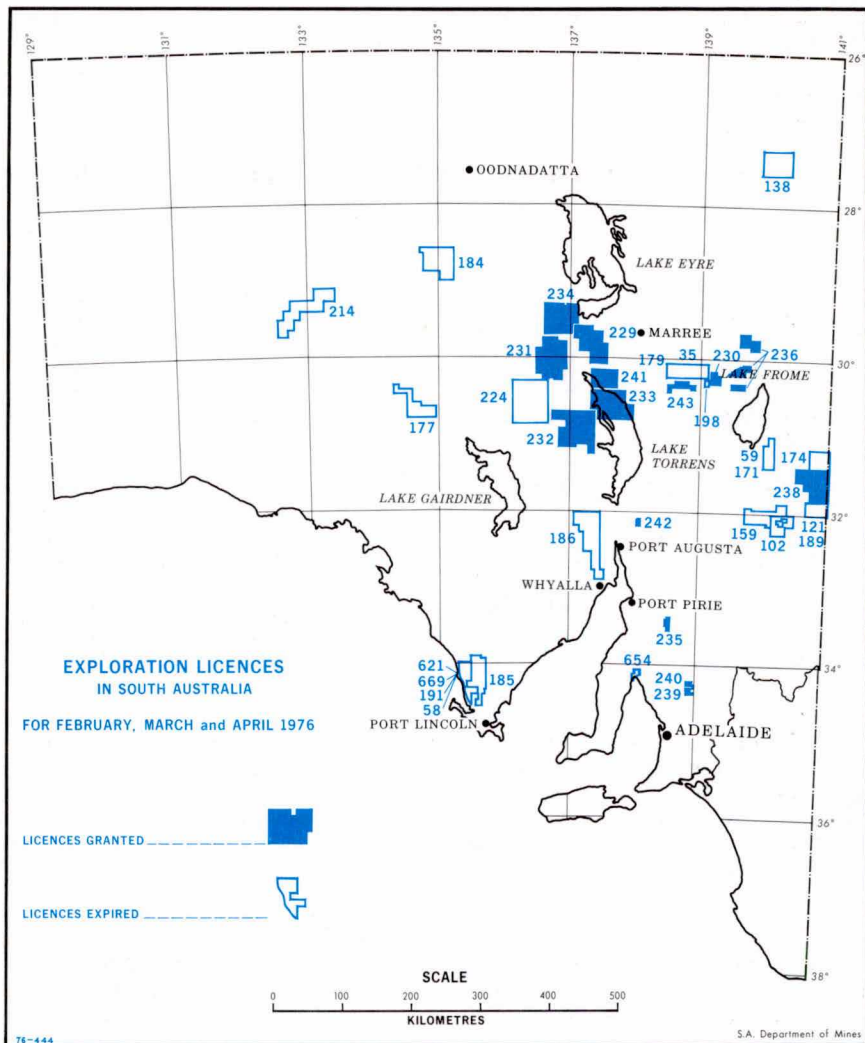 129°
131°
133°
135°
137°
139°
141°
26°
OODNADATTA
138
28°
184
LAKE EYRE
214
234
229
MARREE
231
179
35
230
236
30°
LAKE FROME
241
224
243
198
233
177
232
LAKE
TORRENS
59
171
174
LAKE GAIRDNER
238
32°
186
242
159
102
121
189
PORT AUGUSTA
WHYALLA
PORT PIRIE
235
34°
EXPLORATION LICENCES
IN SOUTH AUSTRALIA
FOR FEBRUARY, MARCH and APRIL 1976
621
669
191
58
185
654
240
239
PORT LINCOLN
ADELAIDE
LICENCES GRANTED
36°
LICENCES EXPIRED
38°
SCALE
0 100 200 300 400 500
KILOMETRES
76-444
S.A. Department of Mines